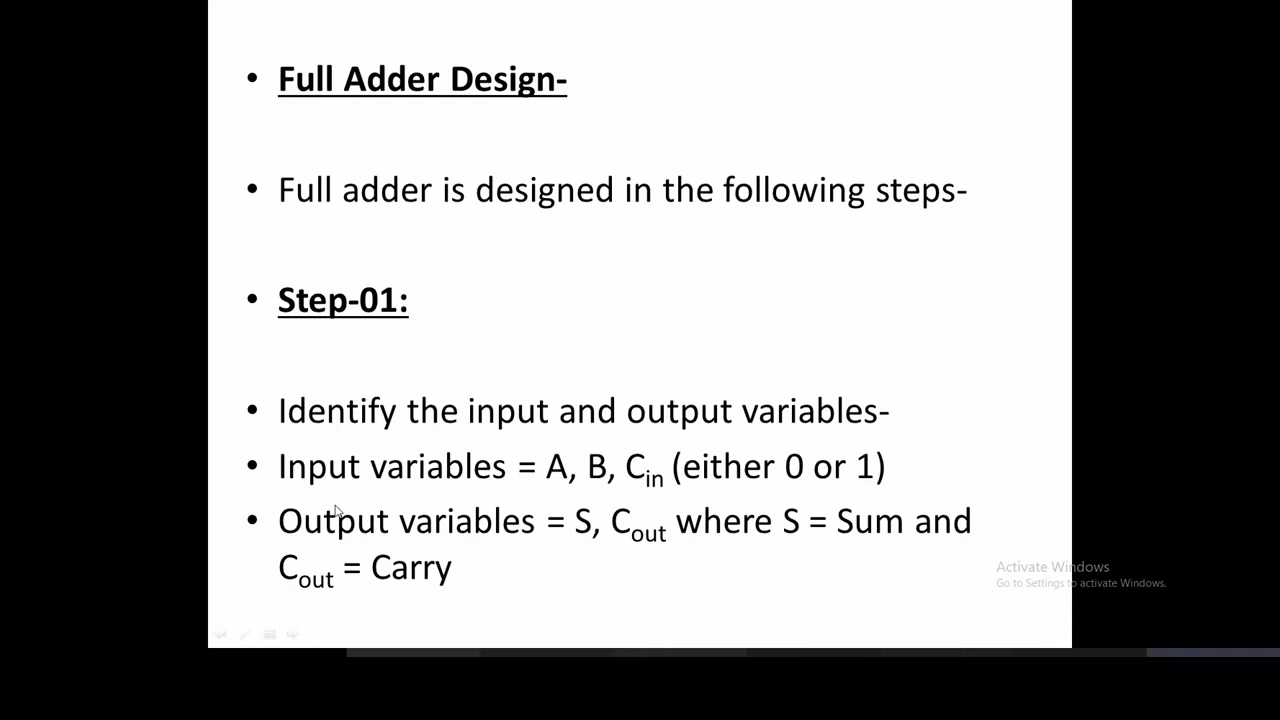 • Full Adder Design-
• Full adder is designed in the following steps-
• Step-01:
• Identify the input and output variables-
• Input variables = A, B, Cin (either 0 or 1)
• Output variables = S, Cout where S = Sum and
Cout = Carry
Activate Windows
Go to Settings to activate Windows.